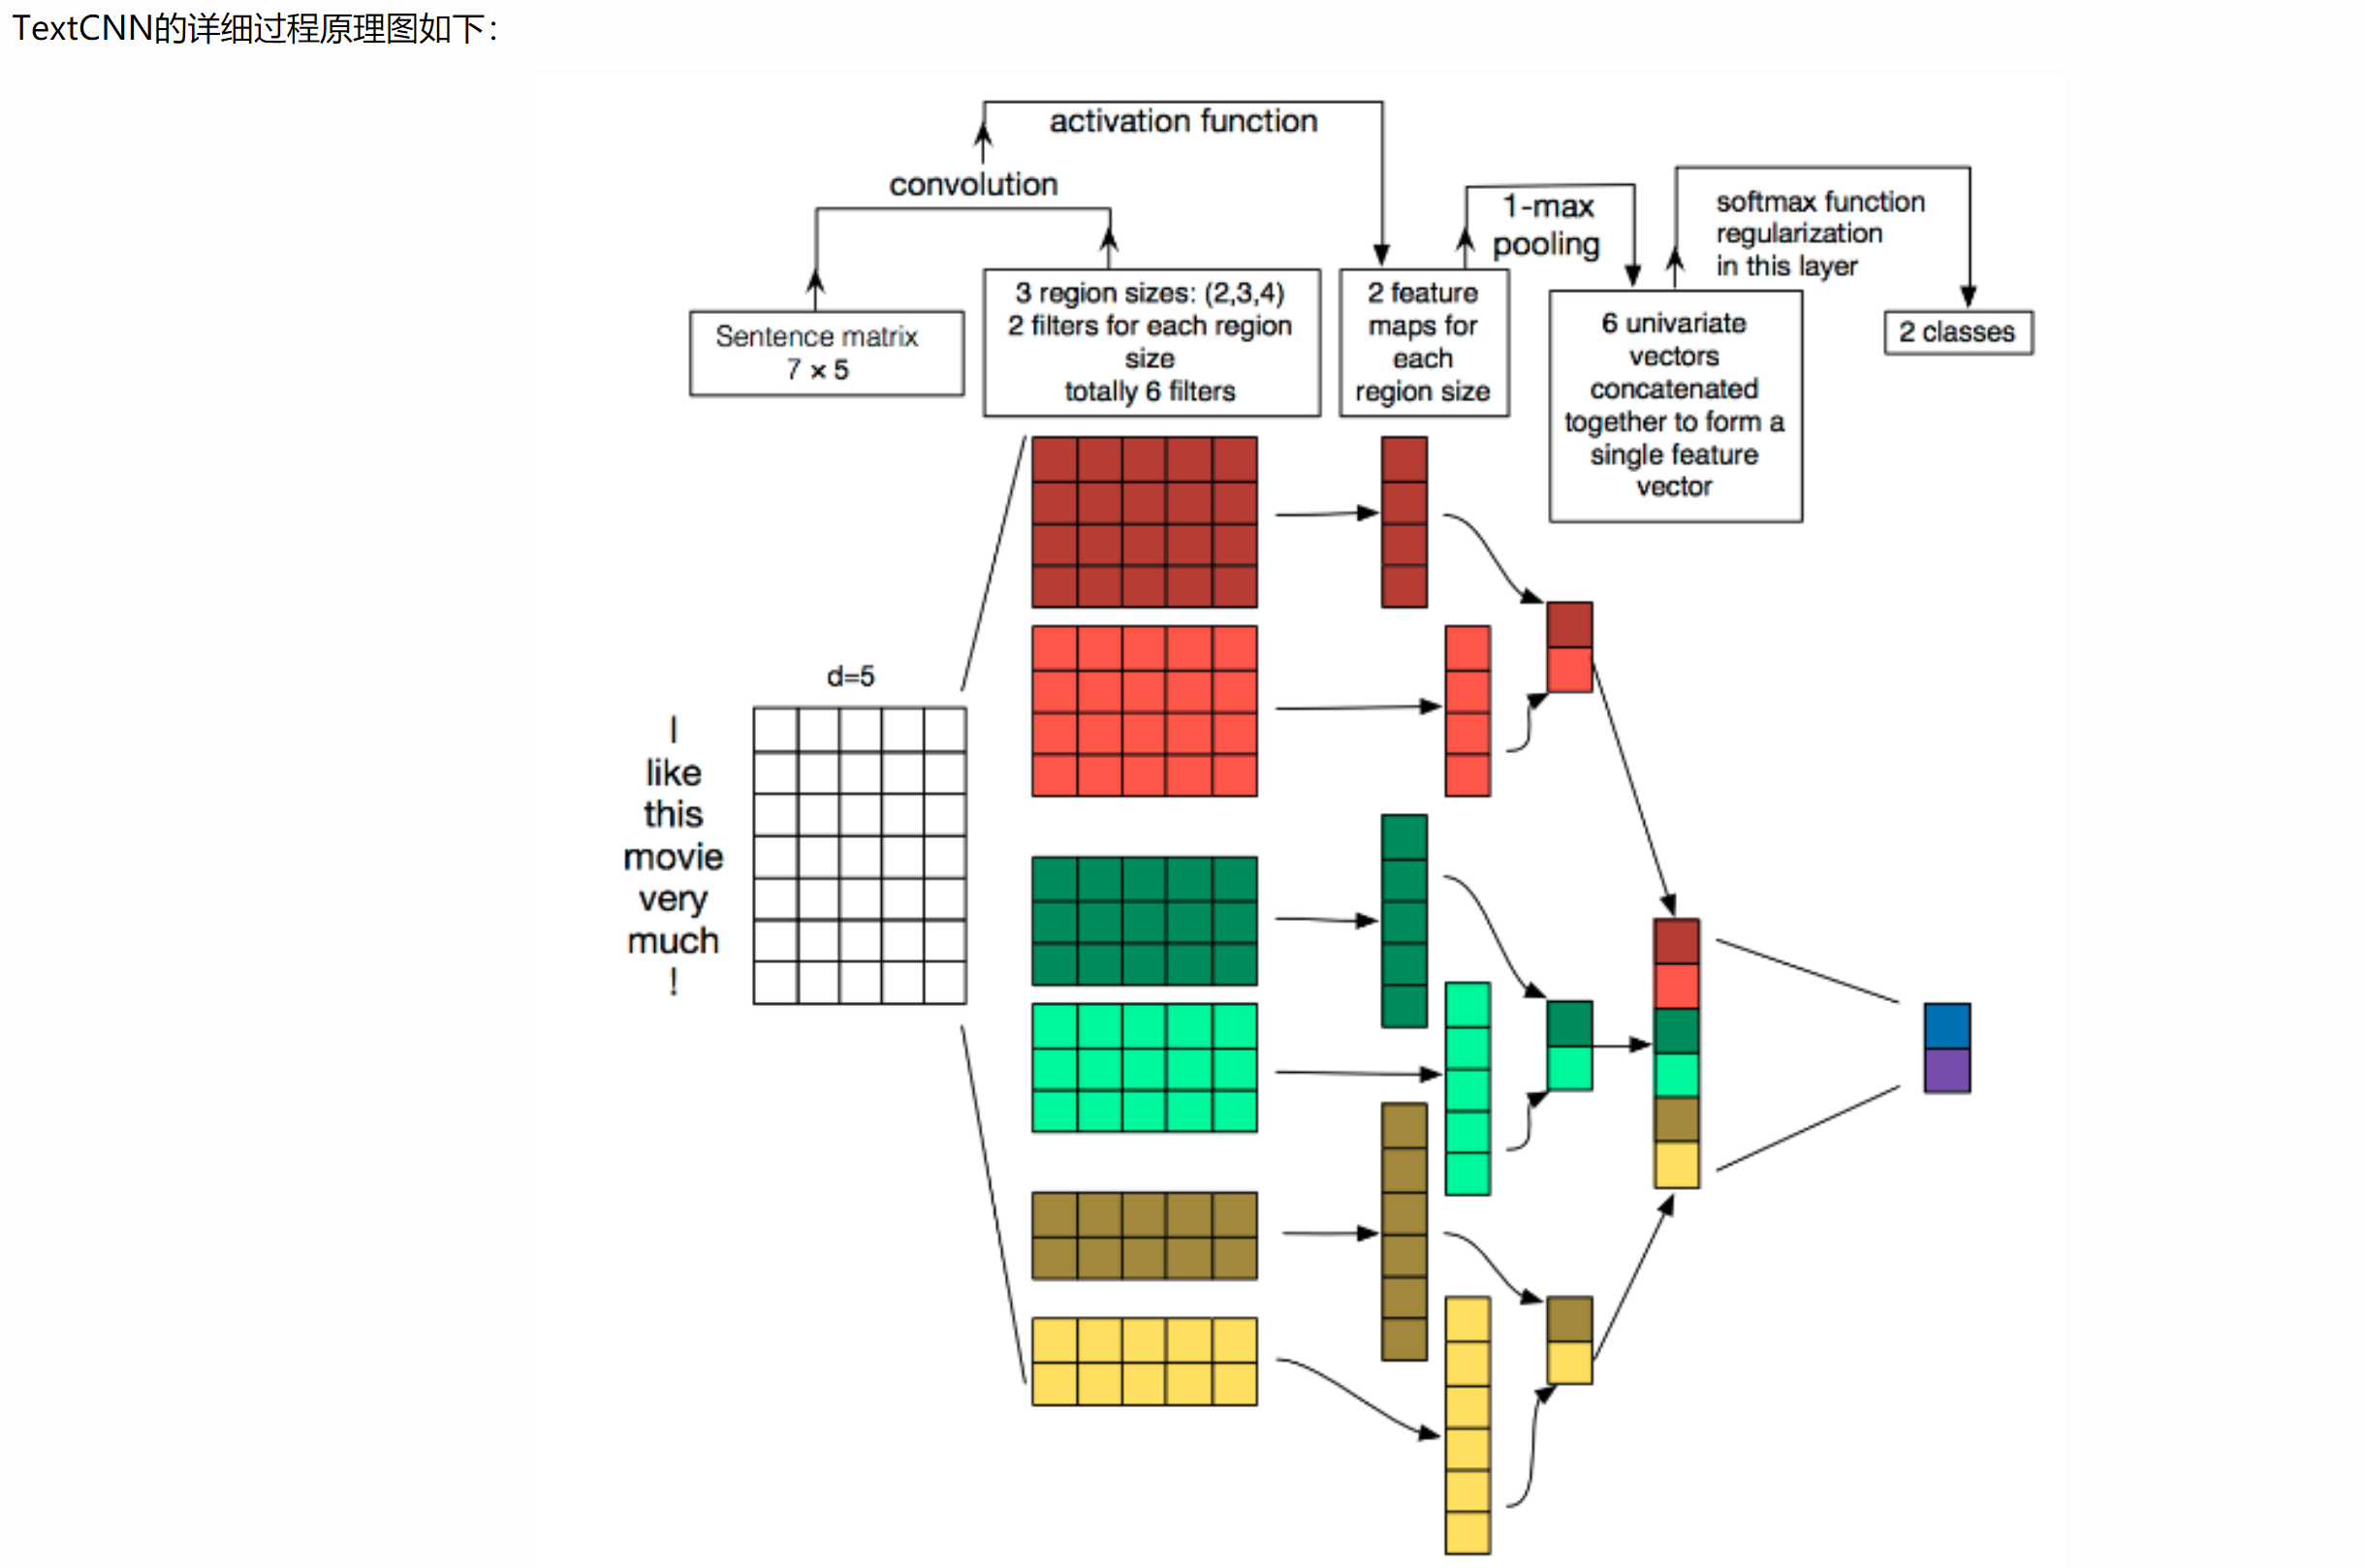 TextCNN的详细过程原理图如下：
activation function
convolution
1-max
pooling
softmax function
regularization
in this layer
Sentence matrix
7 × 5
3 region sizes: (2,3,4)
2 filters for each region
size
totally 6 filters
2 feature
maps for
each
region size
6 univariate
vectors
concatenated
together to form a
single feature
vector
2 classes
d=5
I
like
this
movie
very
much
!